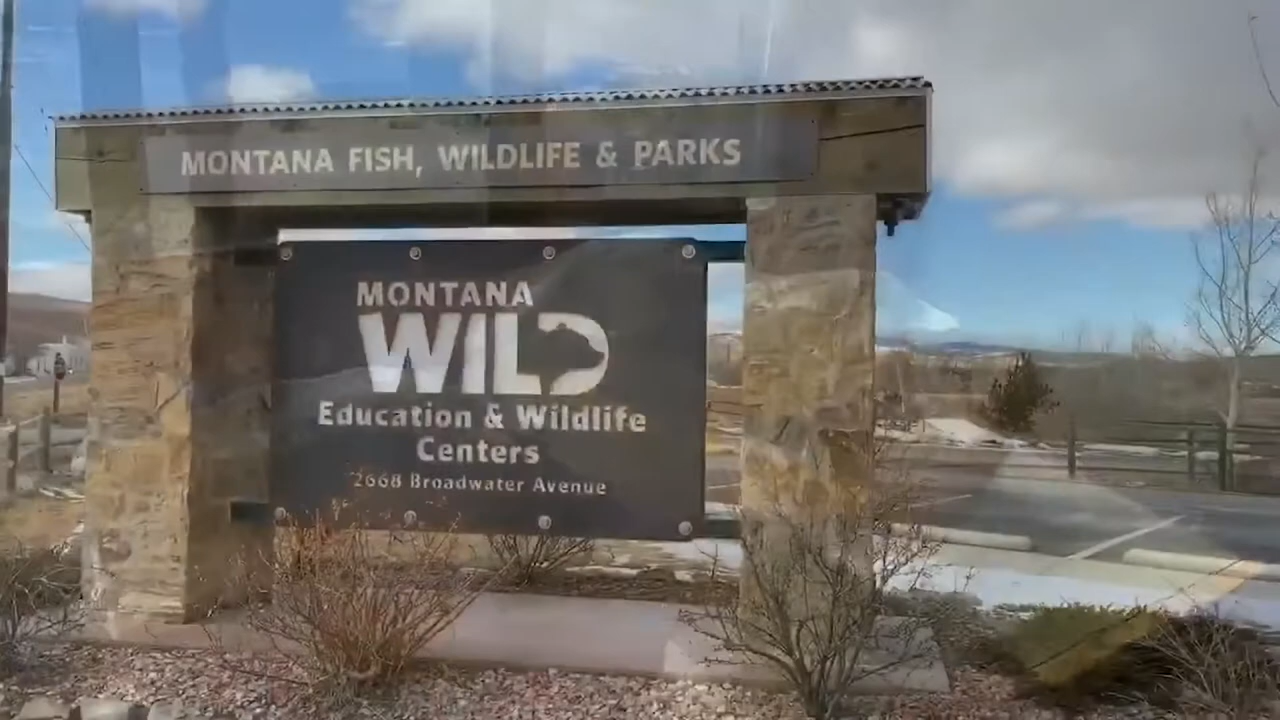 MONTANA FISH, WILDLIFE & PARKS
MONTANA
WILD
Education & Wildlife
Centers
2668 Broadwater Avenue